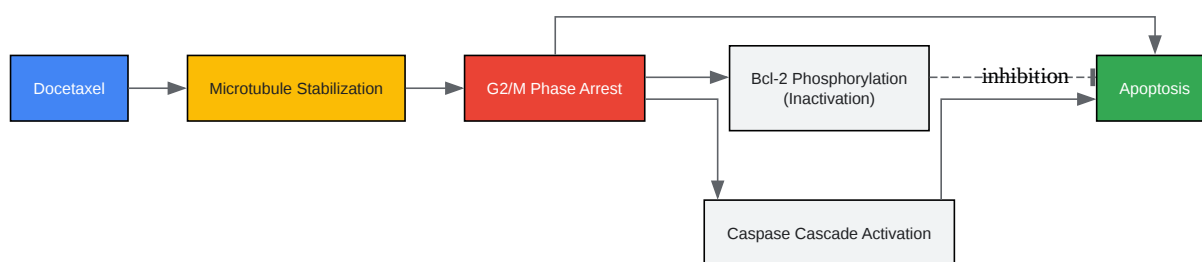 Docetaxel
Microtubule Stabilization
G2/M Phase Arrest
Bcl-2 Phosphorylation
(Inactivation)
inhibition
Apoptosis
Caspase Cascade Activation